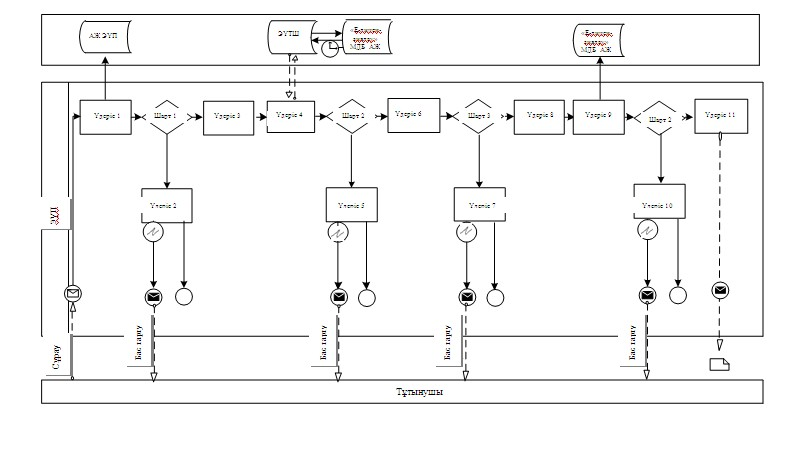 АЖ ЭҮП
ЭҮТШ
МДБ АЖ
МДБ АЖ
Үдеріс 1
Шарт 1
Үдеріс 3
Үдеріс 4
Шарт 2
Үдеріс 6
Шарт 3
Үдеріс 8
Үдеріс 9
Шарт 2
Үдеріс 11
Үдеріс 2
Үдеріс 5
Үдеріс 7
Үдеріс 10
ЭҮП
Сұрау
Бас тарту
Бас тарту
Бас тарту
Бас тарту
Тұтынушы